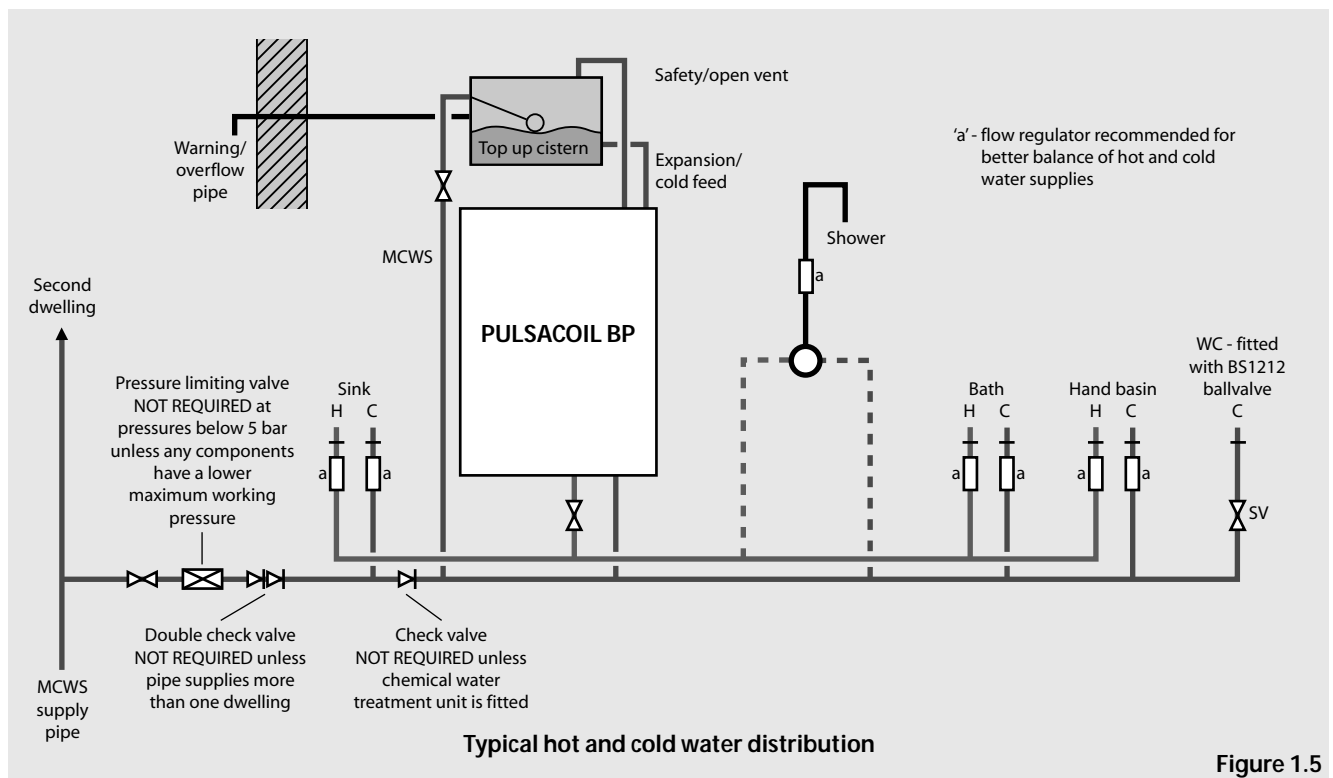 Safety/open vent
'a' - flow regulator recommended for
better balance of hot and cold
water supplies
Warning/
overflow
pipe
Top up cistern
Expansion/
cold feed
MCWS
Shower
a
Second
dwelling
PULSACOIL BP
Pressure limiting valve
NOT REQUIRED at
pressures below 5 bar
unless any components
have a lower
maximum working
pressure
Sink
H C
a a
Bath
H C
a a
Hand basin
H C
a a
WC - fitted
with BS1212
ballvalve
C
SV
Double check valve
NOT REQUIRED unless
pipe supplies more
than one dwelling
Check valve
NOT REQUIRED unless
chemical water
treatment unit is fitted
MCWS
supply
pipe
Typical hot and cold water distribution
Figure 1.5